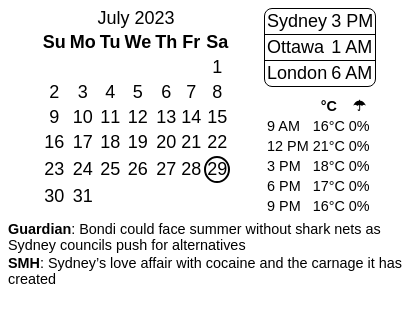 July 2023
Su Mo Tu We Th Fr Sa
1
2 3 4 5 6 7 8
9 10 11 12 13 14 15
16 17 18 19 20 21 22
23 24 25 26 27 28 29
30 31
Sydney 3 PM
Ottawa 1 AM
London 6 AM
°C ☂
9 AM 16°C 0%
12 PM 21°C 0%
3 PM 18°C 0%
6 PM 17°C 0%
9 PM 16°C 0%
Guardian: Bondi could face summer without shark nets as
Sydney councils push for alternatives
SMH: Sydney's love affair with cocaine and the carnage it has
created